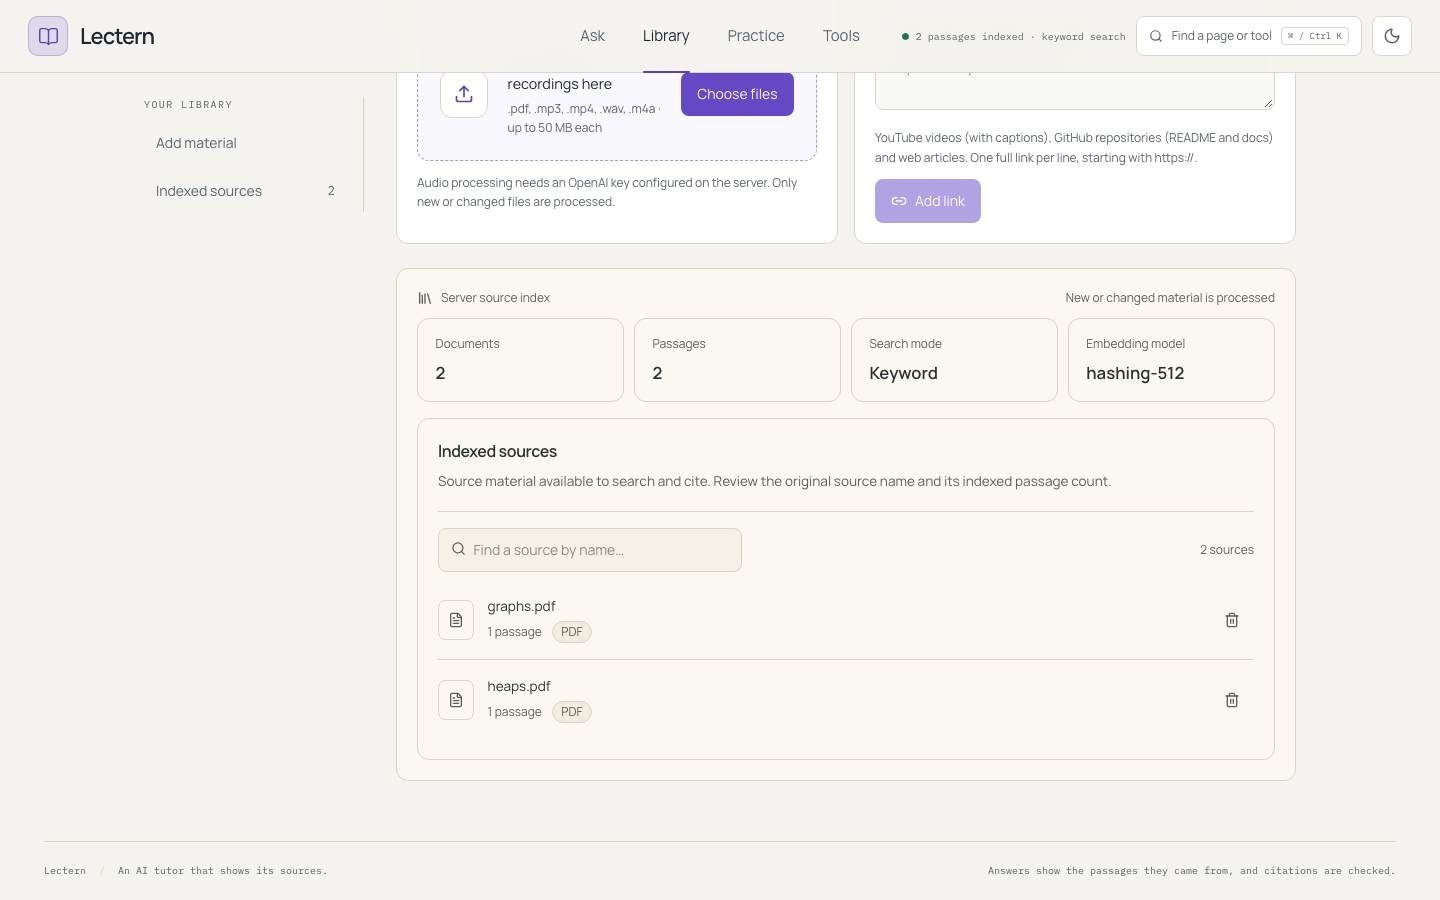 Lectern
Ask
Library
Practice
Tools
2 passages indexed · keyword search
Find a page or tool
⌘ / Ctrl K
YOUR LIBRARY
Add material
Indexed sources 2
recordings here
.pdf, .mp3, .mp4, .wav, .m4a ·
up to 50 MB each
Choose files
Audio processing needs an OpenAI key configured on the server. Only
new or changed files are processed.
YouTube videos (with captions), GitHub repositories (README and docs)
and web articles. One full link per line, starting with https://.
Add link
Server source index
New or changed material is processed
Documents
2
Passages
2
Search mode
Keyword
Embedding model
hashing-512
Indexed sources
Source material available to search and cite. Review the original source name and its indexed passage count.
Find a source by name...
2 sources
graphs.pdf
1 passage PDF
heaps.pdf
1 passage PDF
Lectern / An AI tutor that shows its sources.
Answers show the passages they came from, and citations are checked.